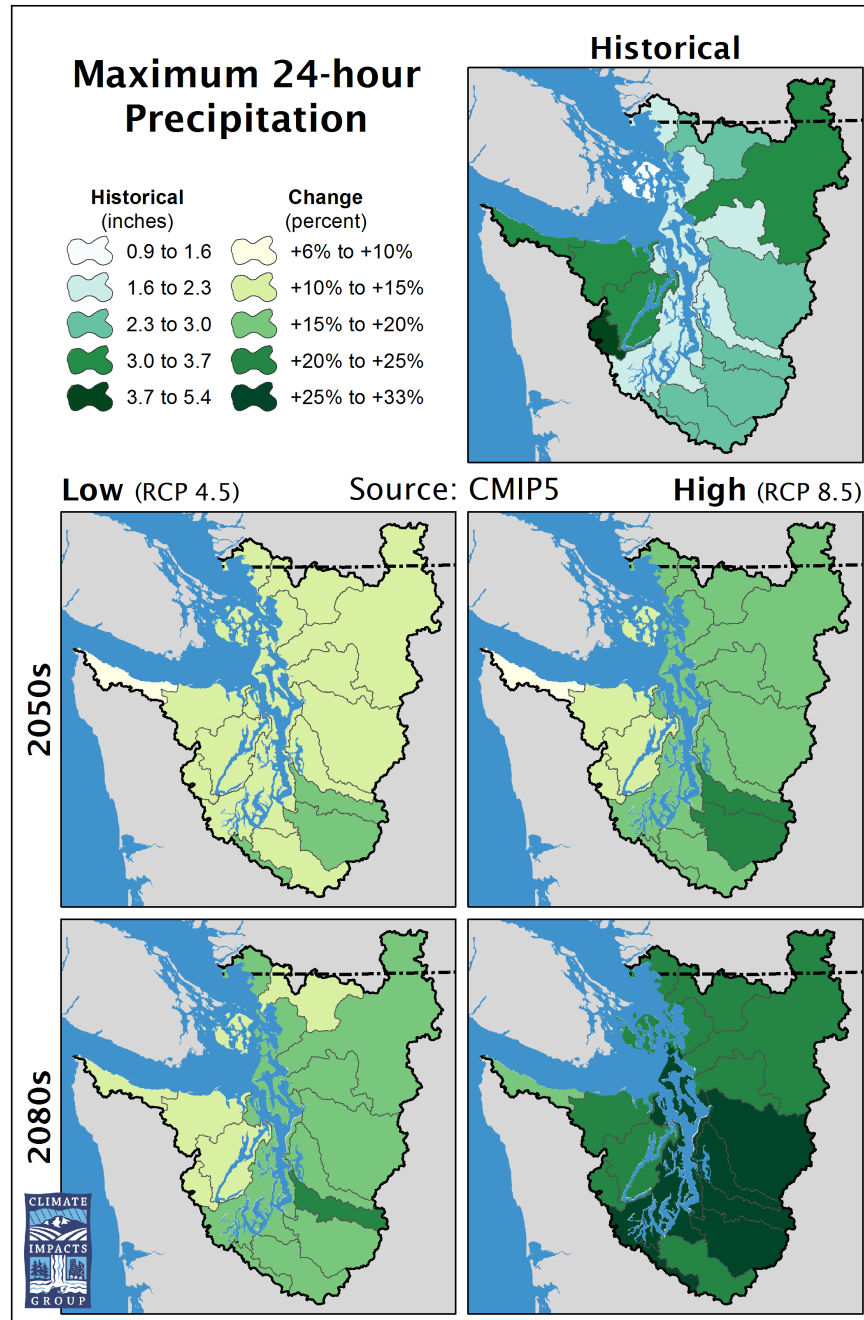 Maximum 24-hour
Precipitation
Historical
(inches)
0.9 to 1.6
1.6 to 2.3
2.3 to 3.0
3.0 to 3.7
3.7 to 5.4
Change
(percent)
+6% to +10%
+10% to +15%
+15% to +20%
+20% to +25%
+25% to +33%
Historical
Low (RCP 4.5)
Source: CMIP5
High (RCP 8.5)
2050s
2080s
CLIMATE
IMPACTS
GROUP